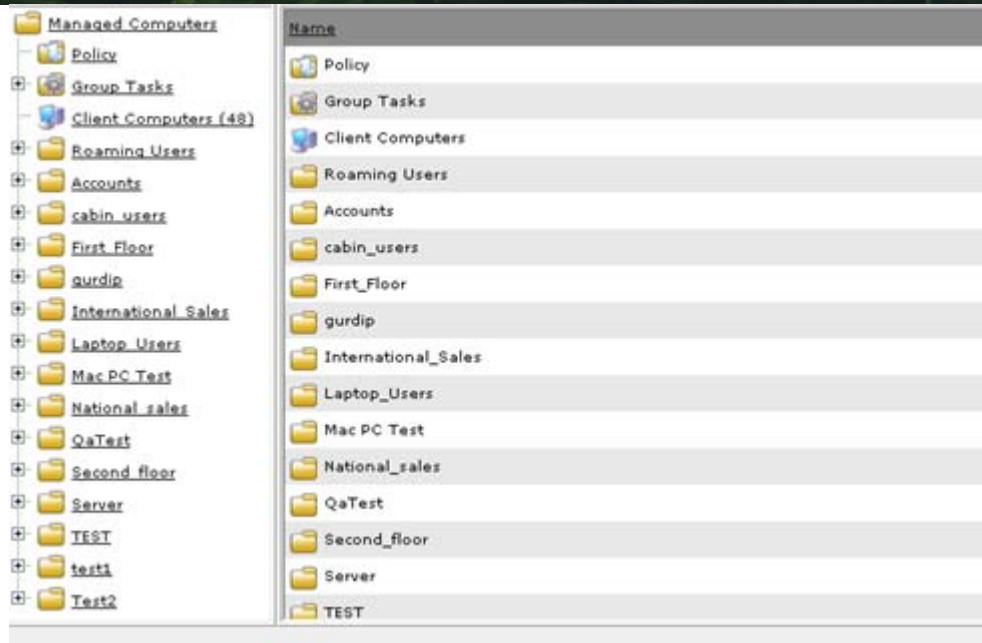 Managed Computers
Policy
Group Tasks
Client Computers (48)
Roaming Users
Accounts
cabin_users
First_Floor
gurdip
International_Sales
Laptop_Users
Mac PC Test
National_sales
QaTest
Second_floor
Server
TEST
test1
Test2
Name
Policy
Group Tasks
Client Computers
Roaming Users
Accounts
cabin_users
First_Floor
gurdip
International_Sales
Laptop_Users
Mac PC Test
National_sales
QaTest
Second_floor
Server
TEST